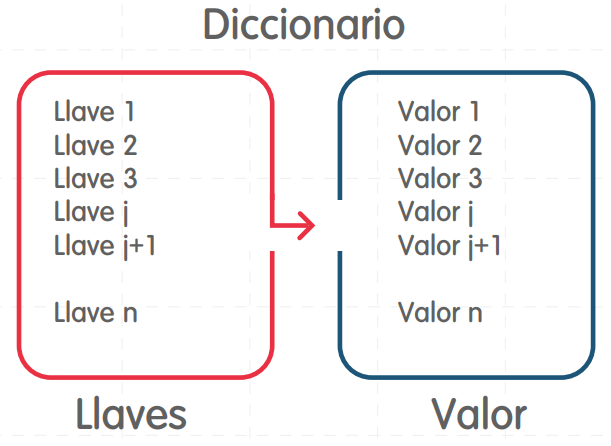 Diccionario
Llave 1
Llave 2
Llave 3
Llave j
Llave j+1
Llave n
Valor 1
Valor 2
Valor 3
Valor j
Valor j+1
Valor n
Llaves
Valor